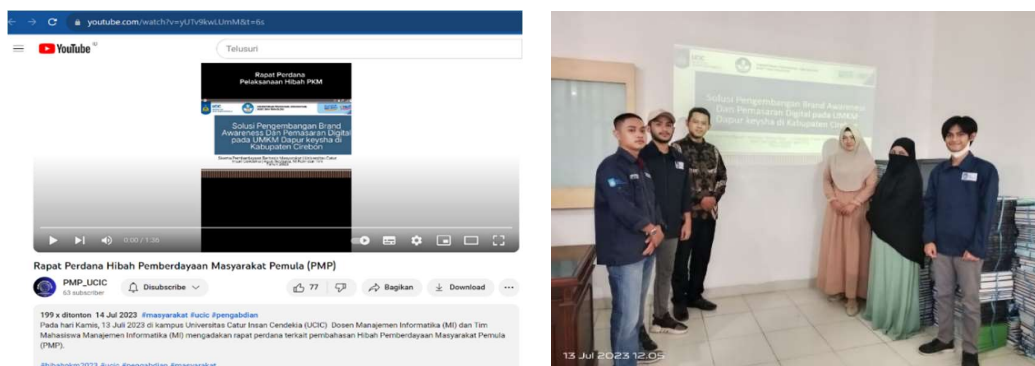 youtube.com/watch?v=yUTv9kwLUmM&t=6s
YouTube ID
Telusuri
Rapat Perdana
Pelaksanaan Hibah PKM
UCIC
Solusi Pengembangan Brand
Awareness Dan Pemasaran Digital
pada UMKM Dapur keysha di
Kabupaten Cirebon
0:00 / 1:36
Rapat Perdana Hibah Pemberdayaan Masyarakat Pemula (PMP)
PMP_UCIC
63 subscriber
Disubscribe
77
Bagikan
Download
199 x ditonton 14 Jul 2023 #masyarakat #ucic #pengabdian
Pada hari Kamis, 13 Juli 2023 di kampus Universitas Catur Insan Cendekia (UCIC) Dosen Manajemen Informatika (MI) dan Tim
Mahasiswa Manajemen Informatika (MI) mengadakan rapat perdana terkait pembahasan Hibah Pemberdayaan Masyarakat Pemula
(PMP).
UCIC
Solusi Pengembangan Brand Awareness
Dan Pemasaran Digital pada UMKM
Dapur keysha di Kabupaten Cirebon
13 Jul 2023 12.05